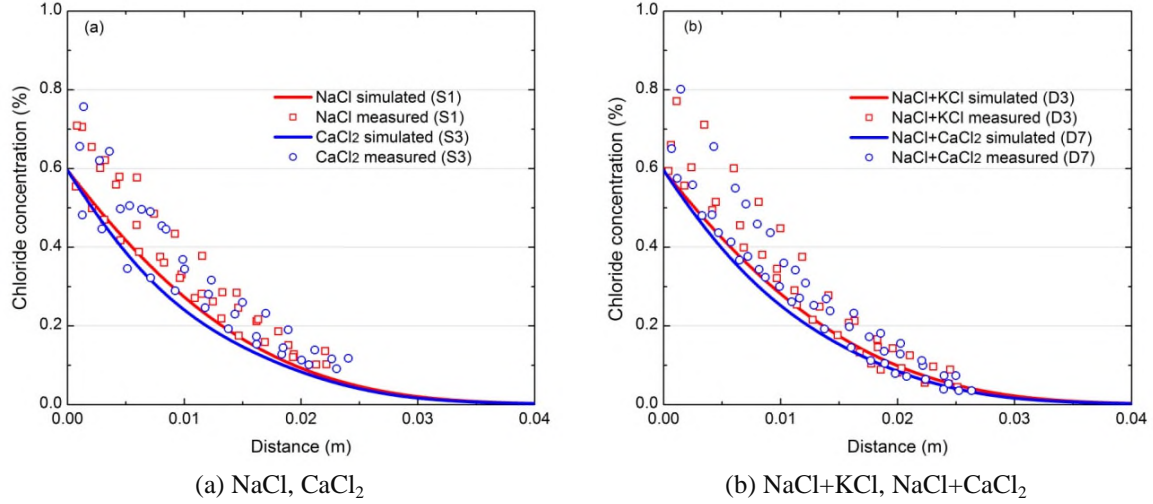 (a)
NaCl simulated (S1)
NaCl measured (S1)
CaCl2 simulated (S3)
CaCl2 measured (S3)
Chloride concentration (%)
1.0
0.8
0.6
0.4
0.2
0.0
0.00 0.01 0.02 0.03 0.04
Distance (m)
(a) NaCl, CaCl₂
(b)
NaCl+KCl simulated (D3)
NaCl+KCl measured (D3)
NaCl+CaCl2 simulated (D7)
NaCl+CaCl2 measured (D7)
Chloride concentration (%)
1.0
0.8
0.6
0.4
0.2
0.0
0.00 0.01 0.02 0.03 0.04
Distance (m)
(b) NaCl+KCl, NaCl+CaCl₂